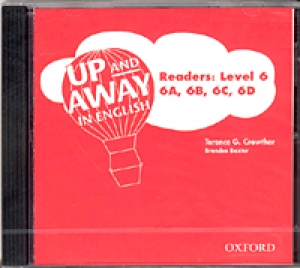 UP AND
AWAY
IN ENGLISH
Readers: Level 6
6A, 6B, 6C, 6D
Terence G. Crowther
Brendan Baxter
OXFORD